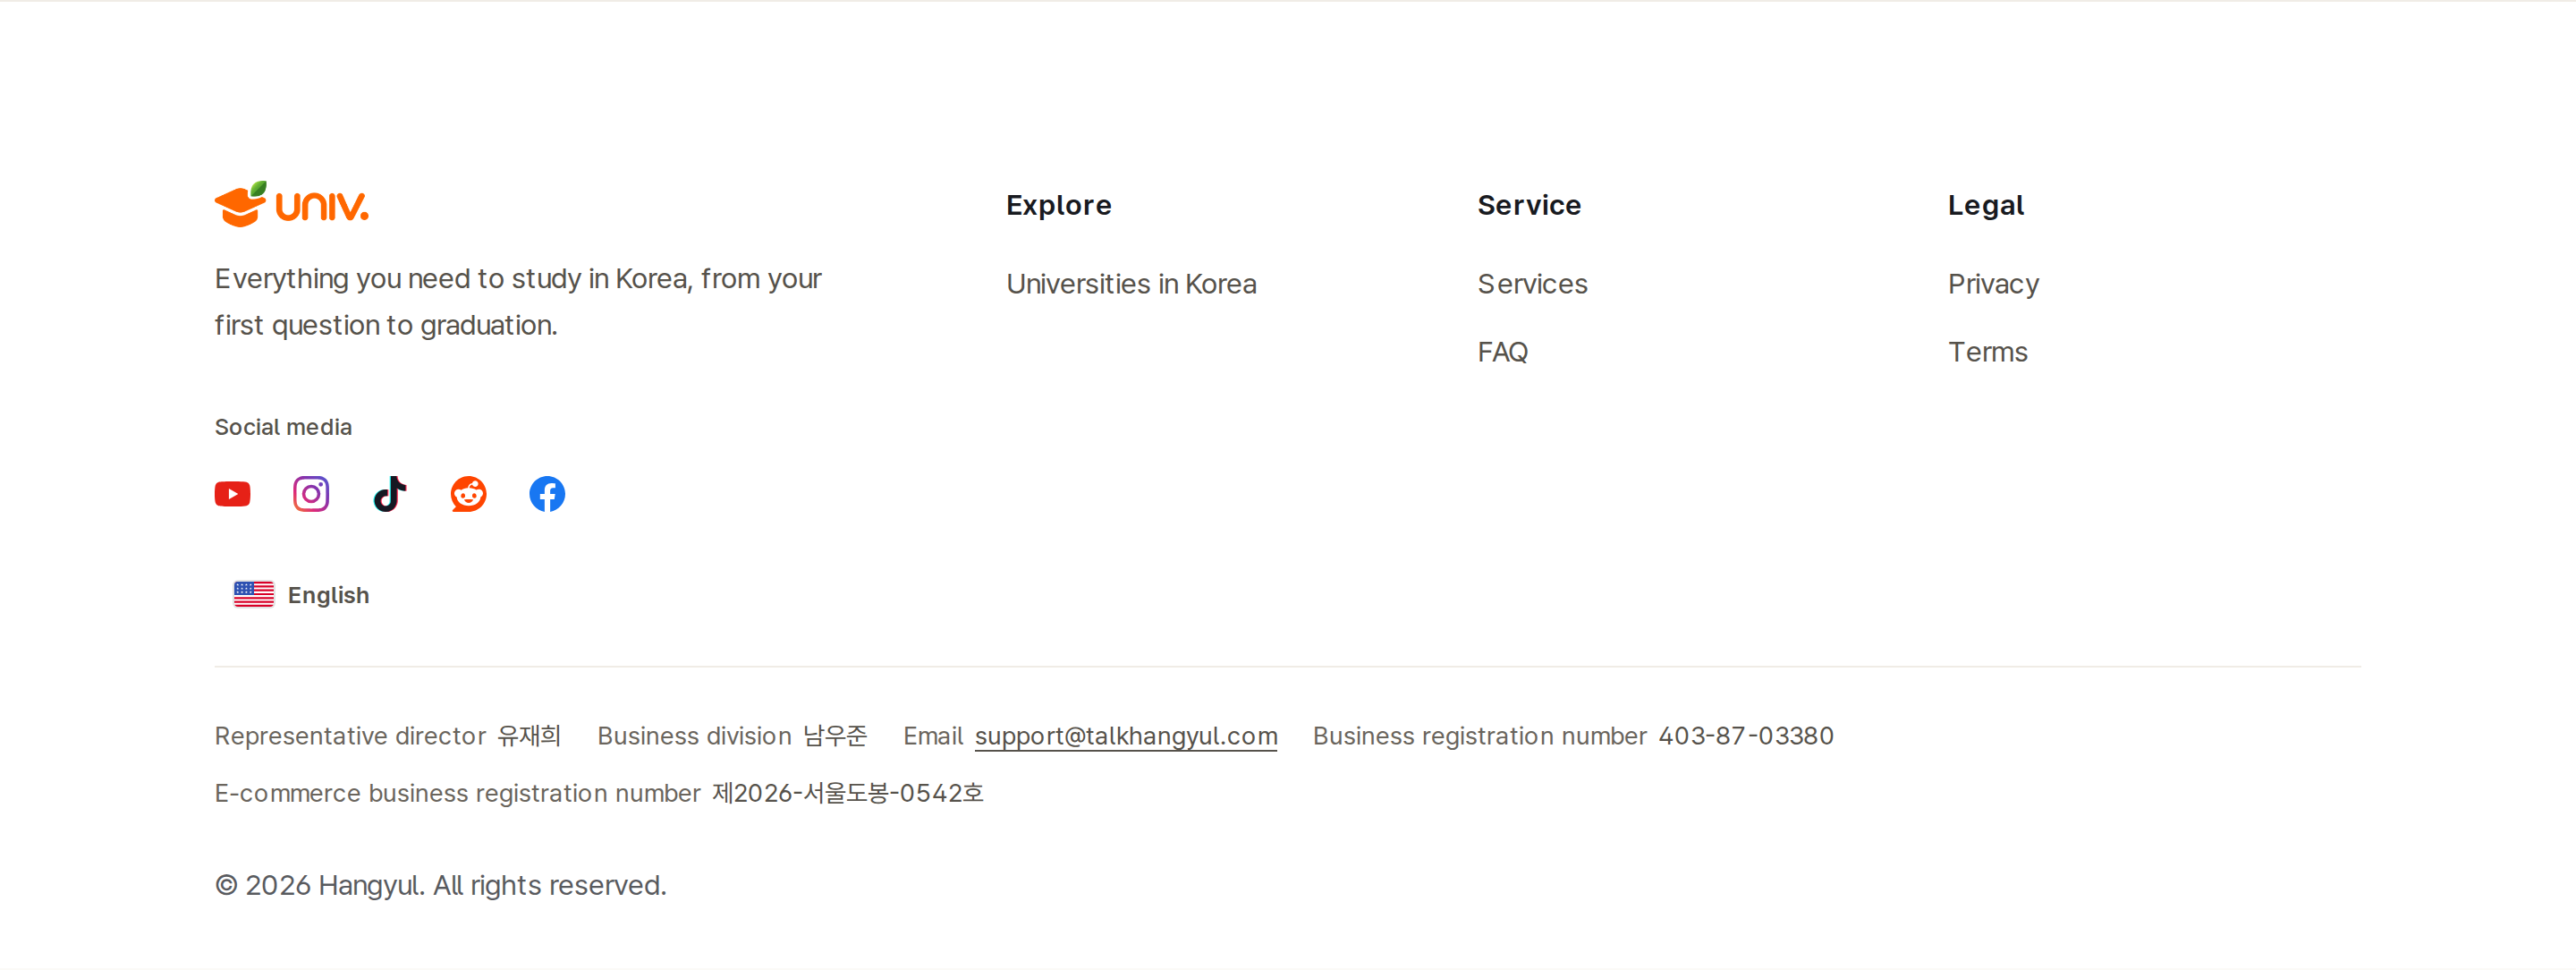 UNIV.
Everything you need to study in Korea, from your
first question to graduation.
Social media
English
Explore
Universities in Korea
Service
Services
FAQ
Legal
Privacy
Terms
Representative director 유재희 Business division 남우준 Email support@talkhangyul.com Business registration number 403-87-03380
E-commerce business registration number 제2026-서울도봉-0542호
© 2026 Hangyul. All rights reserved.